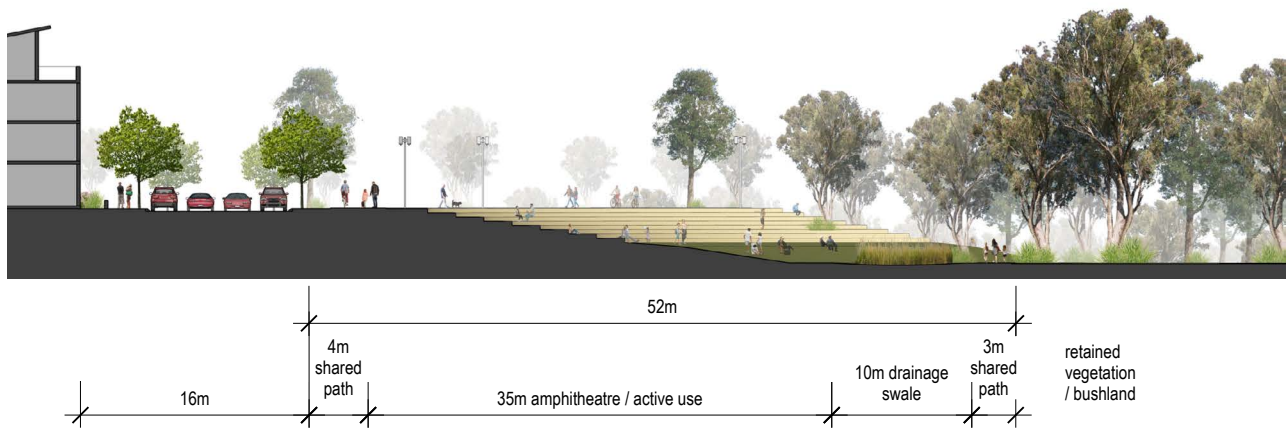 52m
4m
shared
path
3m
shared
path
retained
vegetation
/ bushland
10m drainage
swale
16m
35m amphitheatre / active use